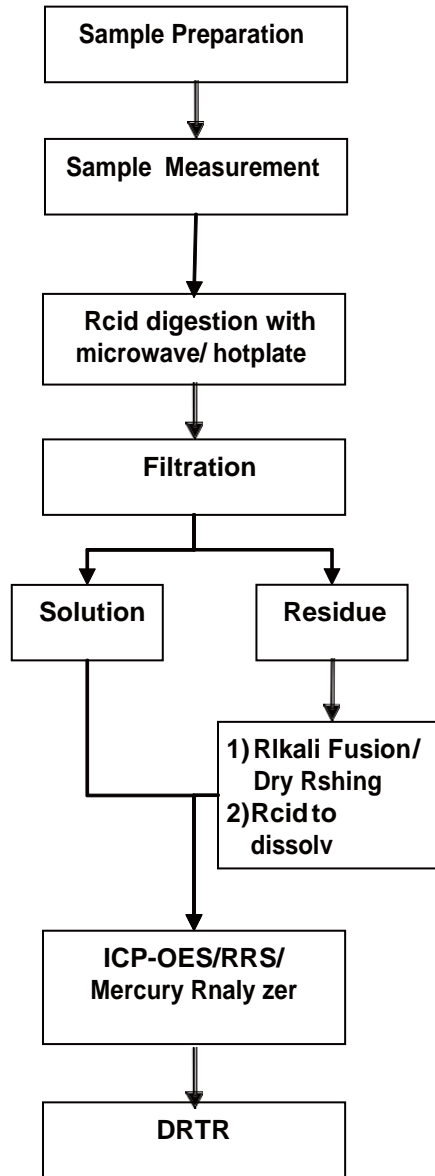 Sample Preparation
Sample Measurement
Rcid digestion with
microwave/ hotplate
Filtration
Solution
Residue
1) Rlkali Fusion/
Dry Rshing
2)Rcid to
dissolv
ICP-OES/RRS/
Mercury Rnaly zer
DRTR